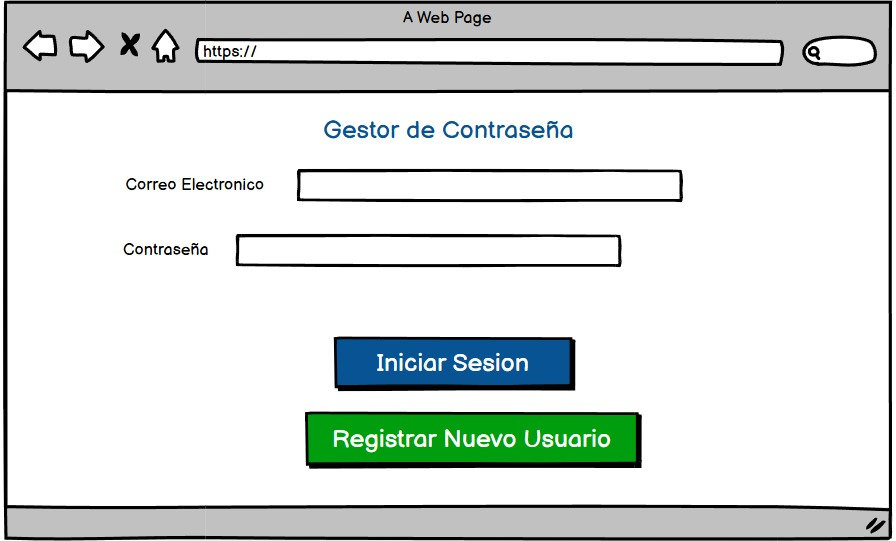 A Web Page
https://
Gestor de Contraseña
Correo Electronico
Contraseña
Iniciar Sesion
Registrar Nuevo Usuario